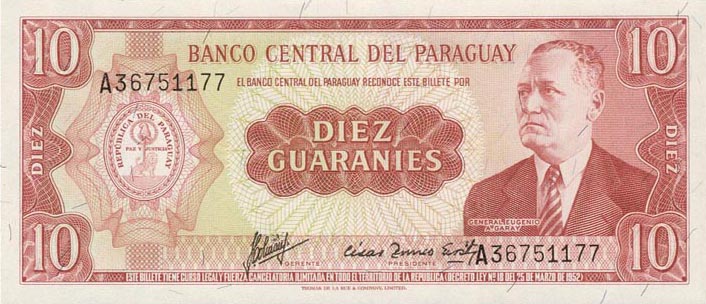 10
10
BANCO CENTRAL DEL PARAGUAY
A36751177
EL BANCO CENTRAL DEL PARAGUAY RECONOCE ESTE BILLETE POR
DIEZ
REPÚBLICA DEL PARAGUAY
PAZ Y JUSTICIA
DIEZ
GUARANIES
DIEZ
GENERAL EUGENIO
A. GARAY
10
GERENTE
PRESIDENTE
A36751177
10
ESTE BILLETE TIENE CURSO LEGAL Y FUERZA CANCELATORIA ILIMITADA EN TODO EL TERRITORIO DE LA REPUBLICA (DECRETO LEY Nº 18 DEL 25 DE MARZO DE 1952)
THOMAS DE LA RUE & COMPANY, LIMITED.